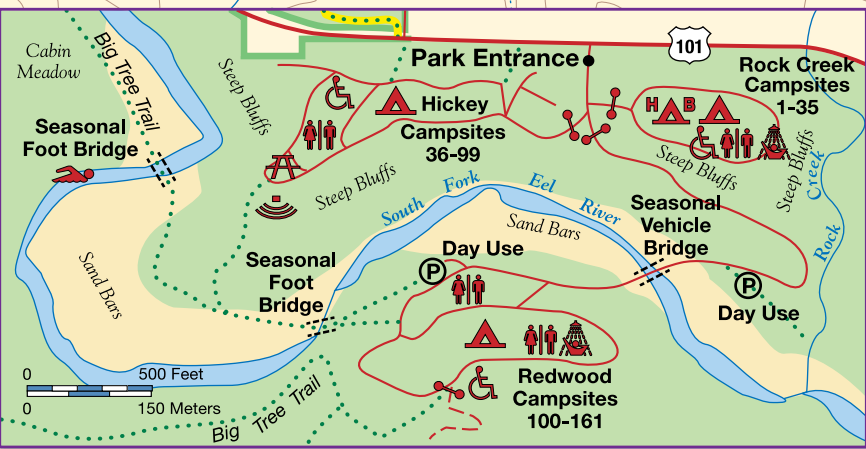 Cabin
Meadow
Big Tree Trail
Steep Bluffs
Park Entrance
101
Rock Creek
Campsites
1-35
H B
Hickey
Campsites
36-99
Seasonal
Foot Bridge
Steep Bluffs
Steep Bluffs
Steep Bluffs
Rock Creek
South Fork Eel River
Sand Bars
Seasonal
Vehicle
Bridge
Sand Bars
Seasonal
Foot
Bridge
Day Use
P
P
Day Use
0 500 Feet
0 150 Meters
Big Tree Trail
Redwood
Campsites
100-161